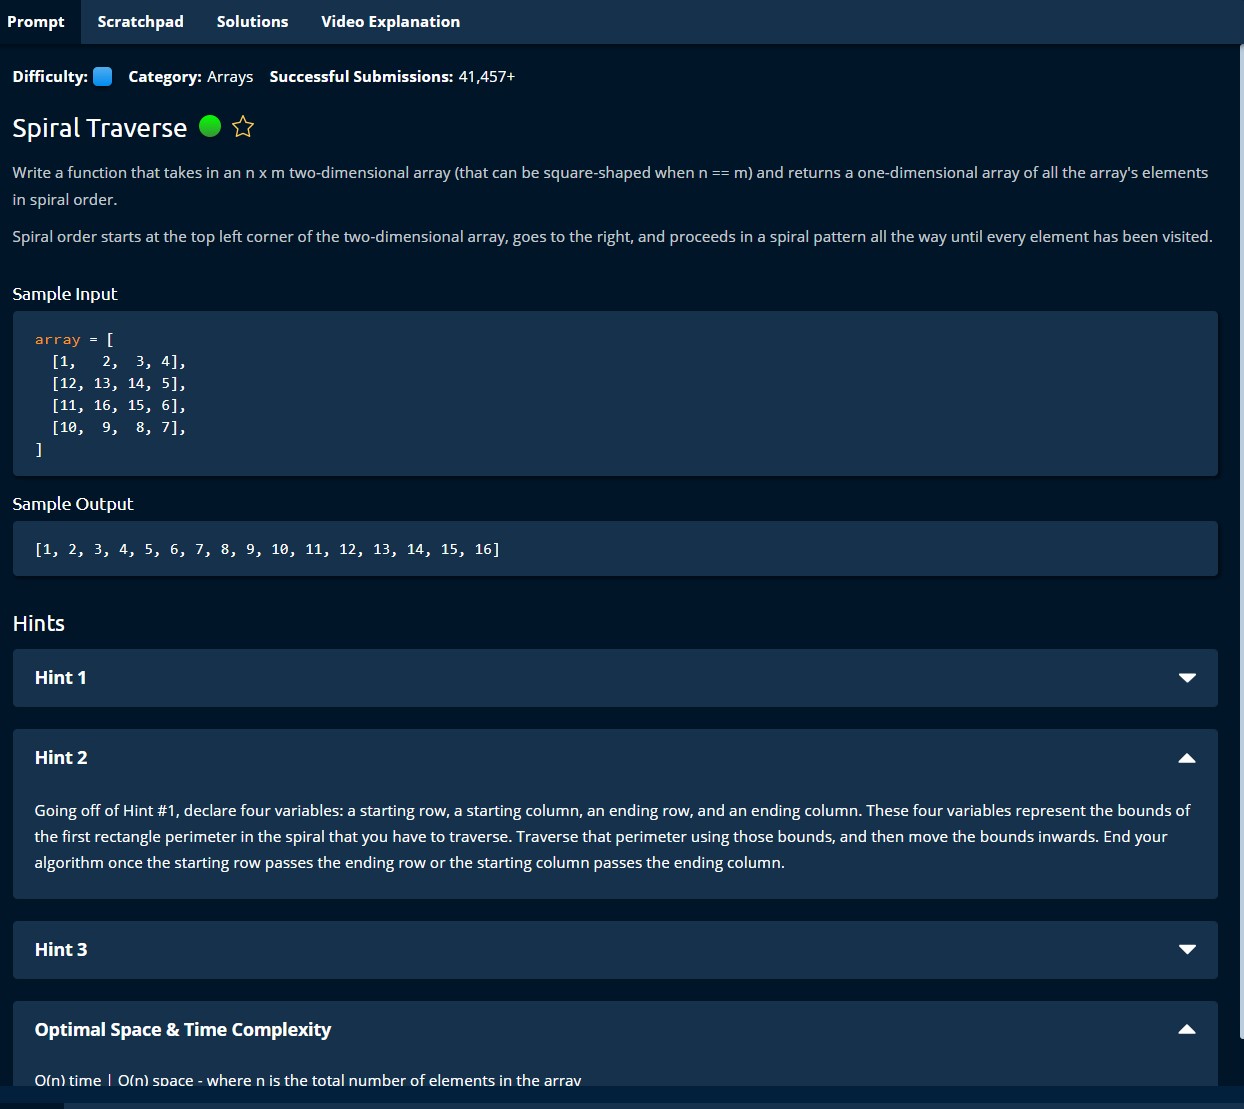 Prompt Scratchpad Solutions Video Explanation
Difficulty: Category: Arrays Successful Submissions: 41,457+
Spiral Traverse
Write a function that takes in an n x m two-dimensional array (that can be square-shaped when n == m) and returns a one-dimensional array of all the array's elements
in spiral order.
Spiral order starts at the top left corner of the two-dimensional array, goes to the right, and proceeds in a spiral pattern all the way until every element has been visited.
Sample Input
array = [
  [1,   2,  3, 4],
  [12, 13, 14, 5],
  [11, 16, 15, 6],
  [10,  9,  8, 7],
]
Sample Output
[1, 2, 3, 4, 5, 6, 7, 8, 9, 10, 11, 12, 13, 14, 15, 16]
Hints
Hint 1
Hint 2
Going off of Hint #1, declare four variables: a starting row, a starting column, an ending row, and an ending column. These four variables represent the bounds of
the first rectangle perimeter in the spiral that you have to traverse. Traverse that perimeter using those bounds, and then move the bounds inwards. End your
algorithm once the starting row passes the ending row or the starting column passes the ending column.
Hint 3
Optimal Space & Time Complexity
O(n) time | O(n) space - where n is the total number of elements in the array